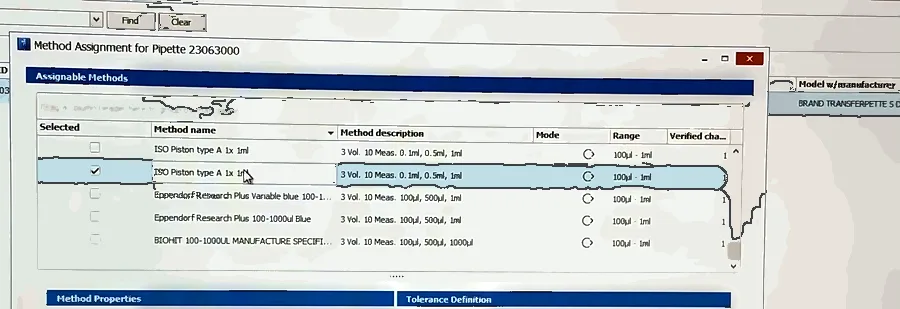 Find Clear
Method Assignment for Pipette 23063000
Assignable Methods
Model w/manufacturer
03
BRAND TRANSFERPETTE S D
Selected Method name Method description Mode Range Verified cha...
ISO Piston type A 1x 1ml 3 Vol. 10 Meas. 0.1ml, 0.5ml, 1ml 100µl - 1ml 1
ISO Piston type A 1x 1ml 3 Vol. 10 Meas. 0.1ml, 0.5ml, 1ml 100µl - 1ml 1
Eppendorf Research Plus Variable blue 100-1... 3 Vol. 10 Meas. 100µl, 500µl, 1ml 100µl - 1ml 1
Eppendorf Research Plus 100-1000ul Blue 3 Vol. 10 Meas. 100µl, 500µl, 1ml 100µl - 1ml 1
BIOHIT 100-1000UL MANUFACTURE SPECIFI... 3 Vol. 10 Meas. 100µl, 500µl, 1000µl 100µl - 1ml 1
Method Properties Tolerance Definition